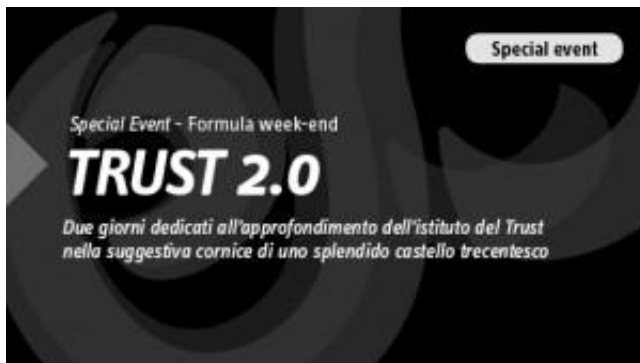 Special event
Special Event - Formula week-end
TRUST 2.0
Due giorni dedicati all'approfondimento dell'istituto del Trust
nella suggestiva cornice di uno splendido castello trecentesco